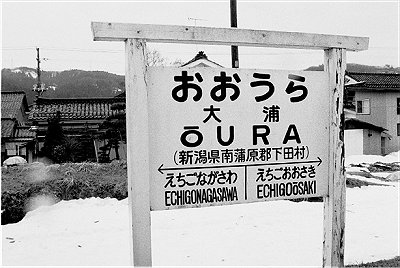 おおうら
大浦
ŌURA
(新潟県南蒲原郡下田村)
えちごながさわ
ECHIGONAGASAWA
えちごおおさき
ECHIGOŌSAKI